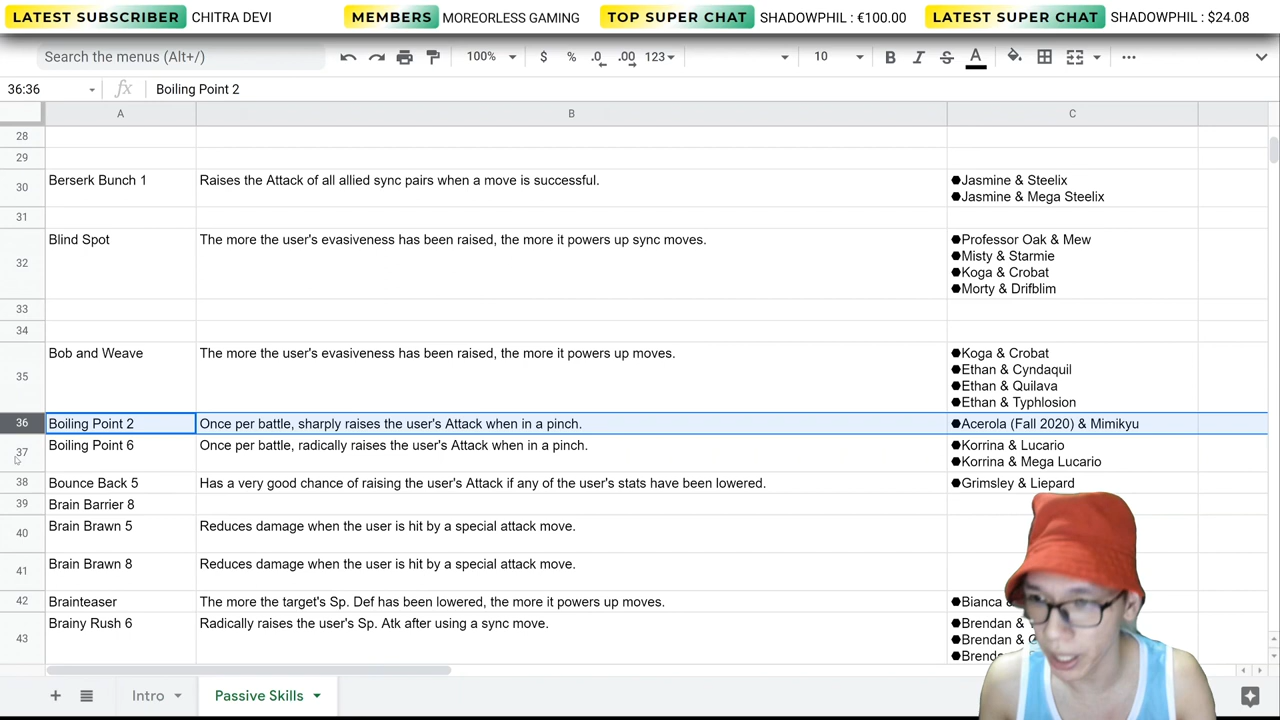 LATEST SUBSCRIBER CHITRA DEVI MEMBERS MOREORLESS GAMING TOP SUPER CHAT SHADOWPHIL : €100.00 LATEST SUPER CHAT SHADOWPHIL : $24.08
Search the menus (Alt+/) 100% $ % .0 .00 123 10 B I S A
36:36 fx Boiling Point 2
A B C
28
29
30 Berserk Bunch 1 Raises the Attack of all allied sync pairs when a move is successful. Jasmine & Steelix
Jasmine & Mega Steelix
31
32 Blind Spot The more the user's evasiveness has been raised, the more it powers up sync moves. Professor Oak & Mew
Misty & Starmie
Koga & Crobat
Morty & Drifblim
33
34
35 Bob and Weave The more the user's evasiveness has been raised, the more it powers up moves. Koga & Crobat
Ethan & Cyndaquil
Ethan & Quilava
Ethan & Typhlosion
36 Boiling Point 2 Once per battle, sharply raises the user's Attack when in a pinch. Acerola (Fall 2020) & Mimikyu
37 Boiling Point 6 Once per battle, radically raises the user's Attack when in a pinch. Korrina & Lucario
Korrina & Mega Lucario
38 Bounce Back 5 Has a very good chance of raising the user's Attack if any of the user's stats have been lowered. Grimsley & Liepard
39 Brain Barrier 8
40 Brain Brawn 5 Reduces damage when the user is hit by a special attack move.
41 Brain Brawn 8 Reduces damage when the user is hit by a special attack move.
42 Brainteaser The more the target's Sp. Def has been lowered, the more it powers up moves. Bianca &
43 Brainy Rush 6 Radically raises the user's Sp. Atk after using a sync move. Brendan &
Brendan &
Intro Passive Skills